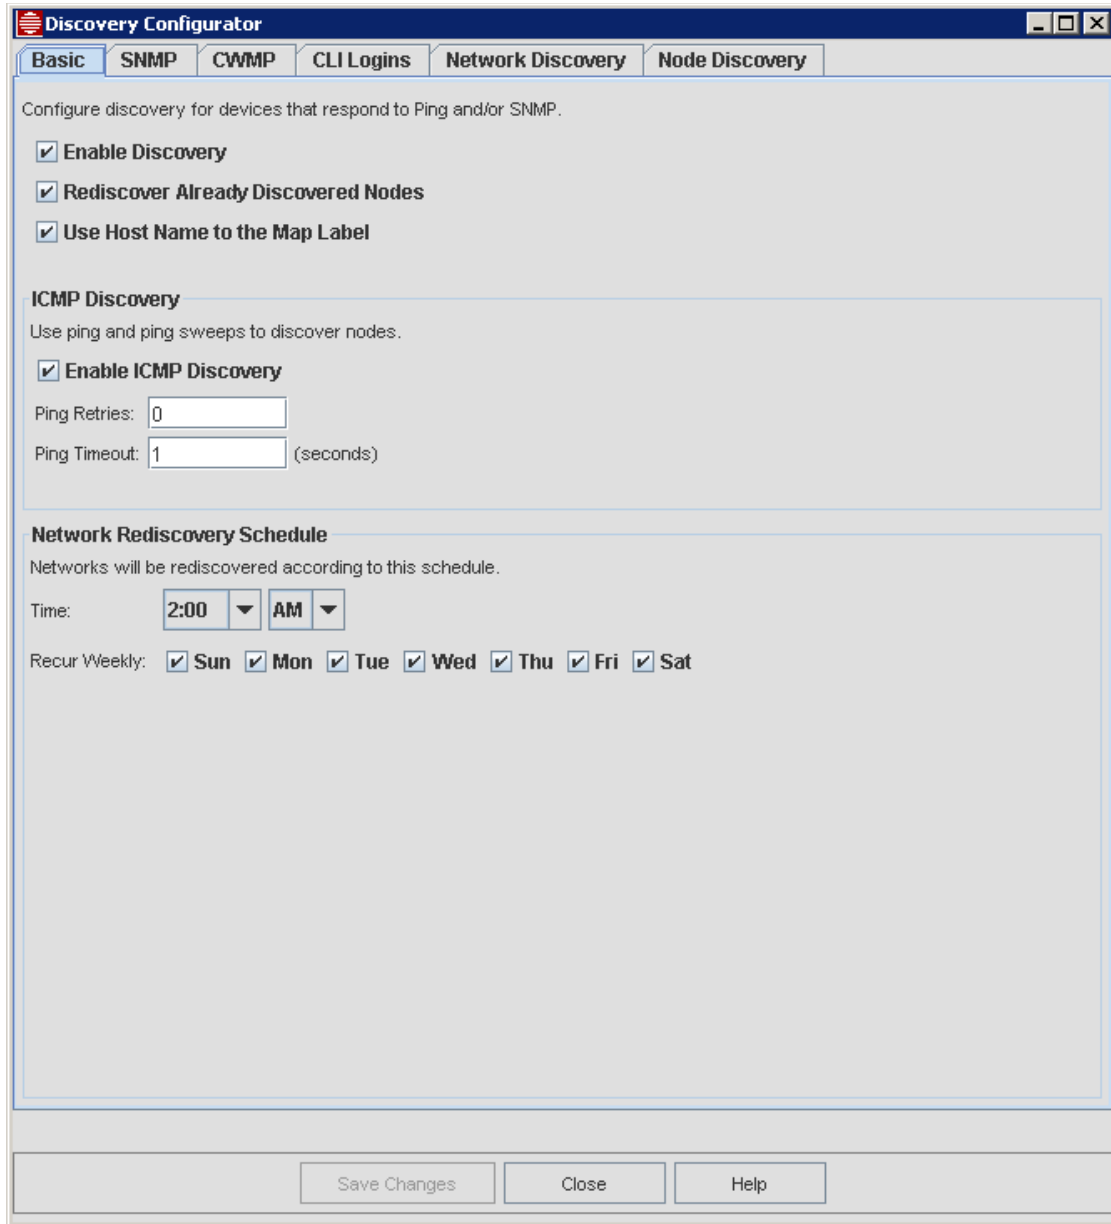 Discovery Configurator
Basic SNMP CWMP CLI Logins Network Discovery Node Discovery
Configure discovery for devices that respond to Ping and/or SNMP.
Enable Discovery
Rediscover Already Discovered Nodes
Use Host Name to the Map Label
ICMP Discovery
Use ping and ping sweeps to discover nodes.
Enable ICMP Discovery
Ping Retries: 0
Ping Timeout: 1 (seconds)
Network Rediscovery Schedule
Networks will be rediscovered according to this schedule.
Time: 2:00 AM
Recur Weekly: Sun Mon Tue Wed Thu Fri Sat
Save Changes Close Help